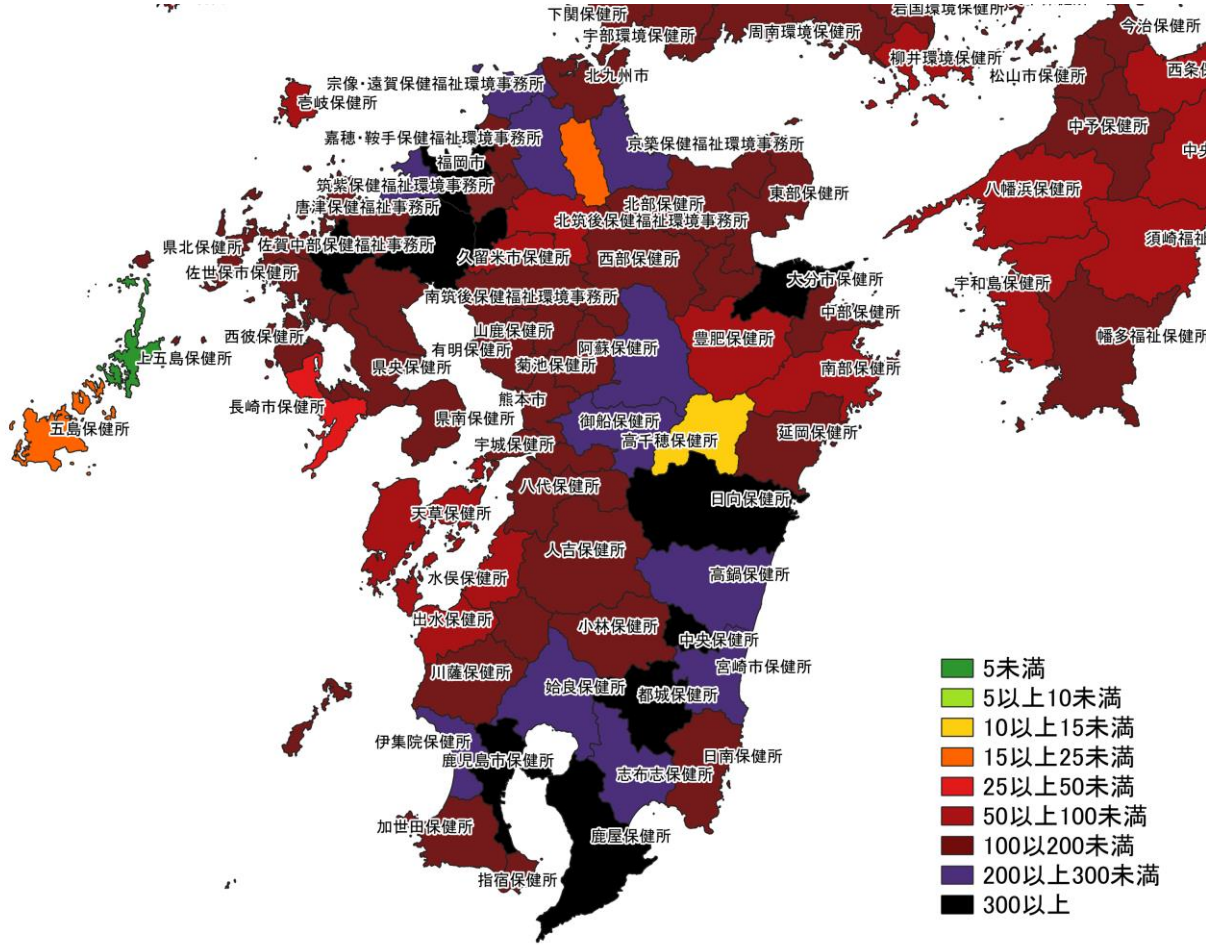 下関保健所
岩国環境保健所
宇部環境保健所
周南環境保健所
今治保健所
柳井環境保健所
松山市保健所
西条保
北九州市
宗像・遠賀保健福祉環境事務所
壱岐保健所
中予保健所
嘉穂・鞍手保健福祉環境事務所
京築保健福祉環境事務所
中央
福岡市
筑紫保健福祉環境事務所
八幡浜保健所
東部保健所
唐津保健福祉事務所
北部保健所
北筑後保健福祉環境事務所
須崎福祉
県北保健所
佐賀中部保健福祉事務所
久留米市保健所
西部保健所
佐世保市保健所
大分市保健所
宇和島保健所
南筑後保健福祉環境事務所
中部保健所
山鹿保健所
幡多福祉保健所
西彼保健所
有明保健所
阿蘇保健所
豊肥保健所
上五島保健所
県央保健所
菊池保健所
南部保健所
長崎市保健所
熊本市
県南保健所
御船保健所
五島保健所
宇城保健所
高千穂保健所
延岡保健所
八代保健所
日向保健所
天草保健所
人吉保健所
水俣保健所
高鍋保健所
出水保健所
小林保健所
中央保健所
宮崎市保健所
川薩保健所
姶良保健所
都城保健所
伊集院保健所
鹿児島市保健所
日南保健所
志布志保健所
加世田保健所
鹿屋保健所
指宿保健所
5未満
5以上10未満
10以上15未満
15以上25未満
25以上50未満
50以上100未満
100以200未満
200以上300未満
300以上